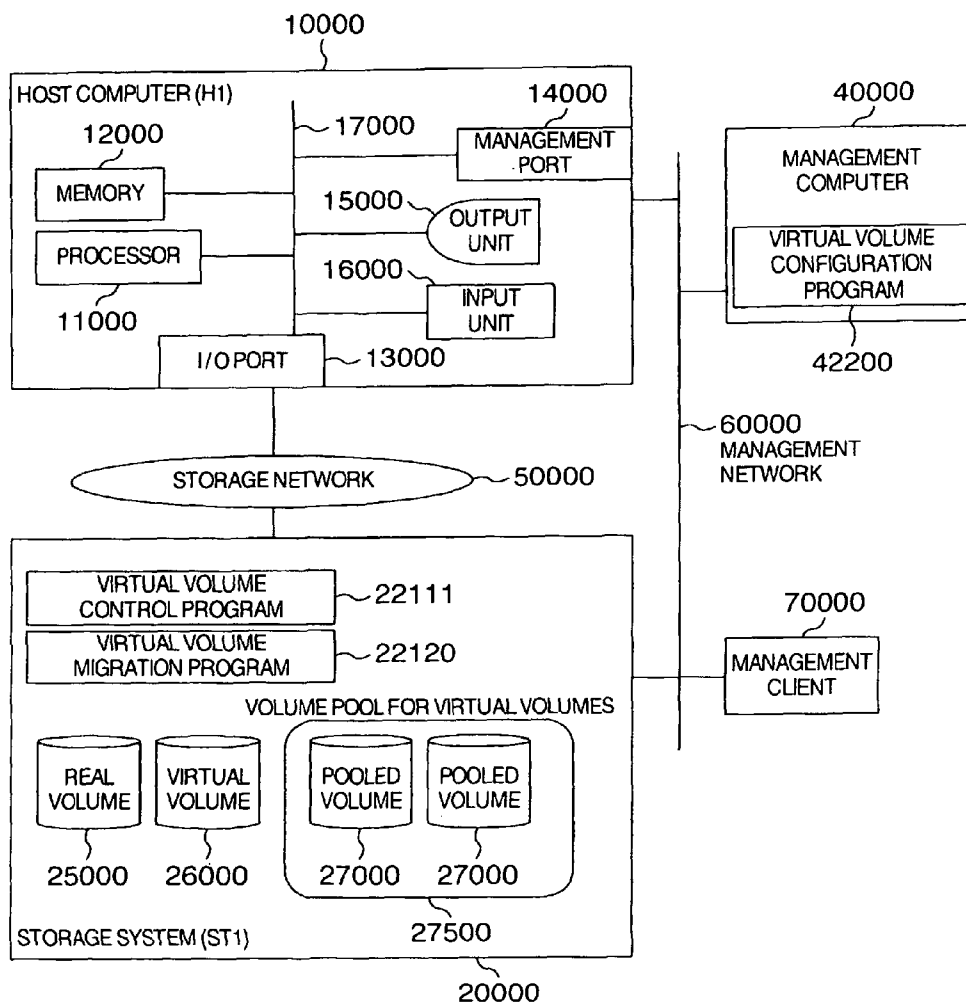 10000
HOST COMPUTER (H1)
17000
14000
MANAGEMENT
PORT
12000
MEMORY
15000
OUTPUT
UNIT
PROCESSOR
11000
16000
INPUT
UNIT
I/O PORT
13000
40000
MANAGEMENT
COMPUTER
VIRTUAL VOLUME
CONFIGURATION
PROGRAM
42200
60000
MANAGEMENT
NETWORK
STORAGE NETWORK
50000
VIRTUAL VOLUME
CONTROL PROGRAM
22111
VIRTUAL VOLUME
MIGRATION PROGRAM
22120
70000
MANAGEMENT
CLIENT
VOLUME POOL FOR VIRTUAL VOLUMES
REAL
VOLUME
25000
VIRTUAL
VOLUME
26000
POOLED
VOLUME
27000
POOLED
VOLUME
27000
27500
STORAGE SYSTEM (ST1)
20000